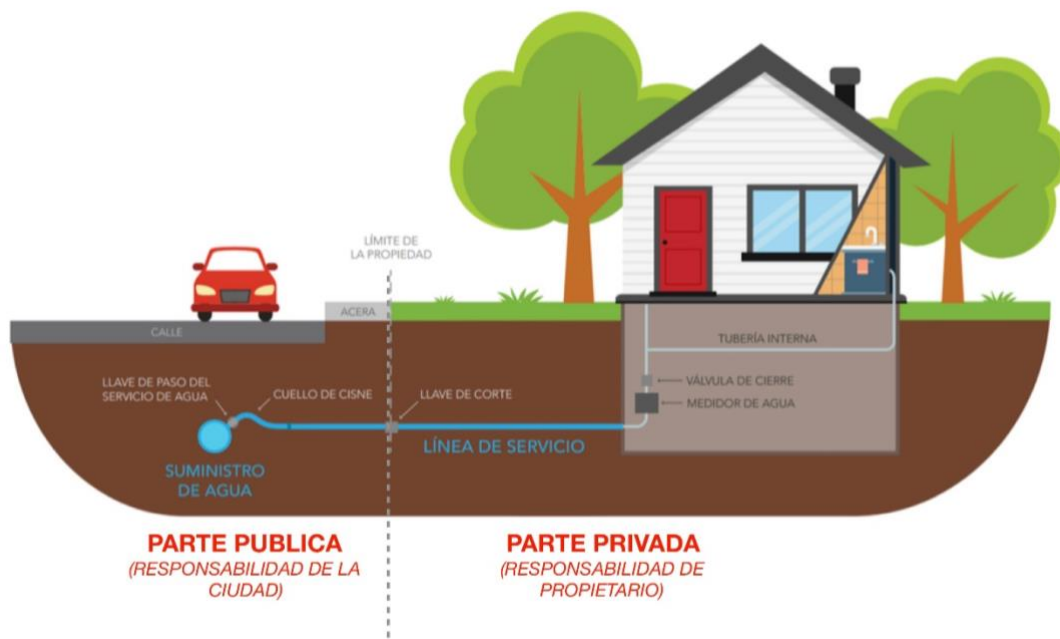 LÍMITE DE
LA PROPIEDAD
ACERA
CALLE
TUBERÍA INTERNA
LLAVE DE PASO DEL
SERVICIO DE AGUA
CUELLO DE CISNE
LLAVE DE CORTE
VÁLVULA DE CIERRE
MEDIDOR DE AGUA
LÍNEA DE SERVICIO
SUMINISTRO
DE AGUA
PARTE PUBLICA
(RESPONSABILIDAD DE LA
CIUDAD)
PARTE PRIVADA
(RESPONSABILIDAD DE
PROPIETARIO)